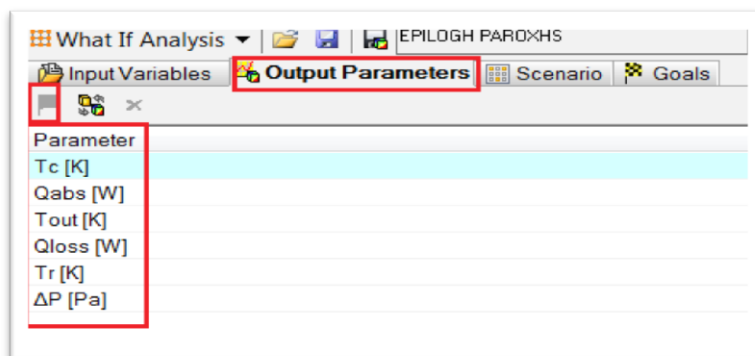 What If Analysis EPILOGH PAROXHS
Input Variables Output Parameters Scenario Goals
Parameter
Tc [K]
Qabs [W]
Tout [K]
Qloss [W]
Tr [K]
ΔP [Pa]